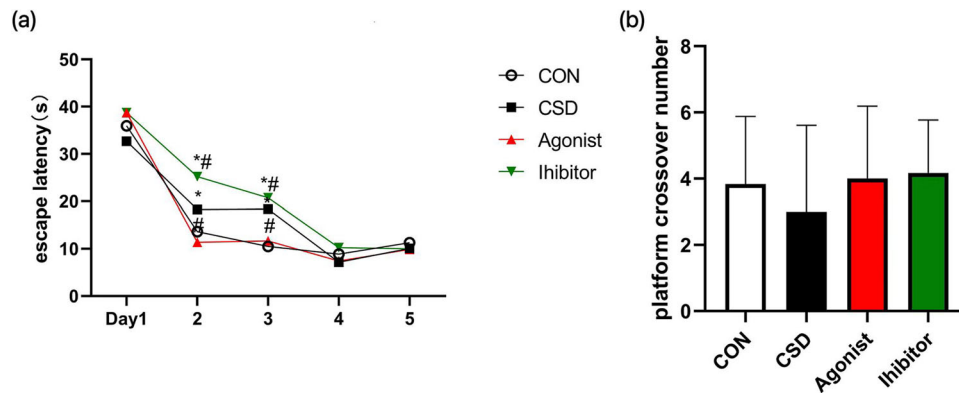 (a)
escape latency(s)
50
40
30
20
10
0
Day1 2 3 4 5
*#
*
#
*#
*
#
CON
CSD
Agonist
Ihibitor
(b)
platform crossover number
8
6
4
2
0
CON
CSD
Agonist
Ihibitor